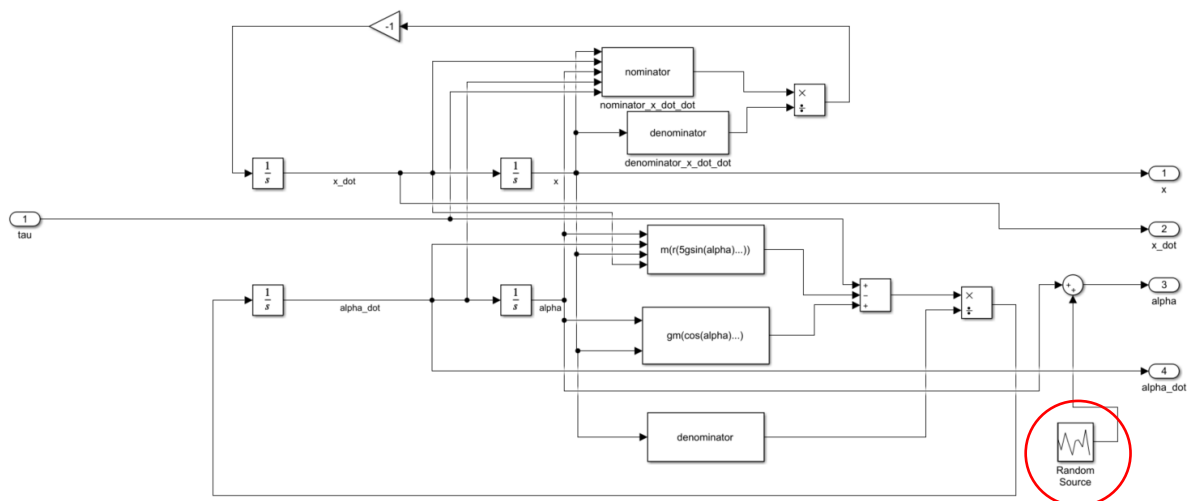 -1
nominator
nominator_x_dot_dot
×
÷
denominator
denominator_x_dot_dot
1
s
x_dot
1
s
x
1
x
1
tau
2
x_dot
m(r(5gsin(alpha)...))
1
s
alpha_dot
1
s
alpha
+
−
+
×
÷
+
+
3
alpha
gm(cos(alpha)...)
4
alpha_dot
denominator
Random
Source